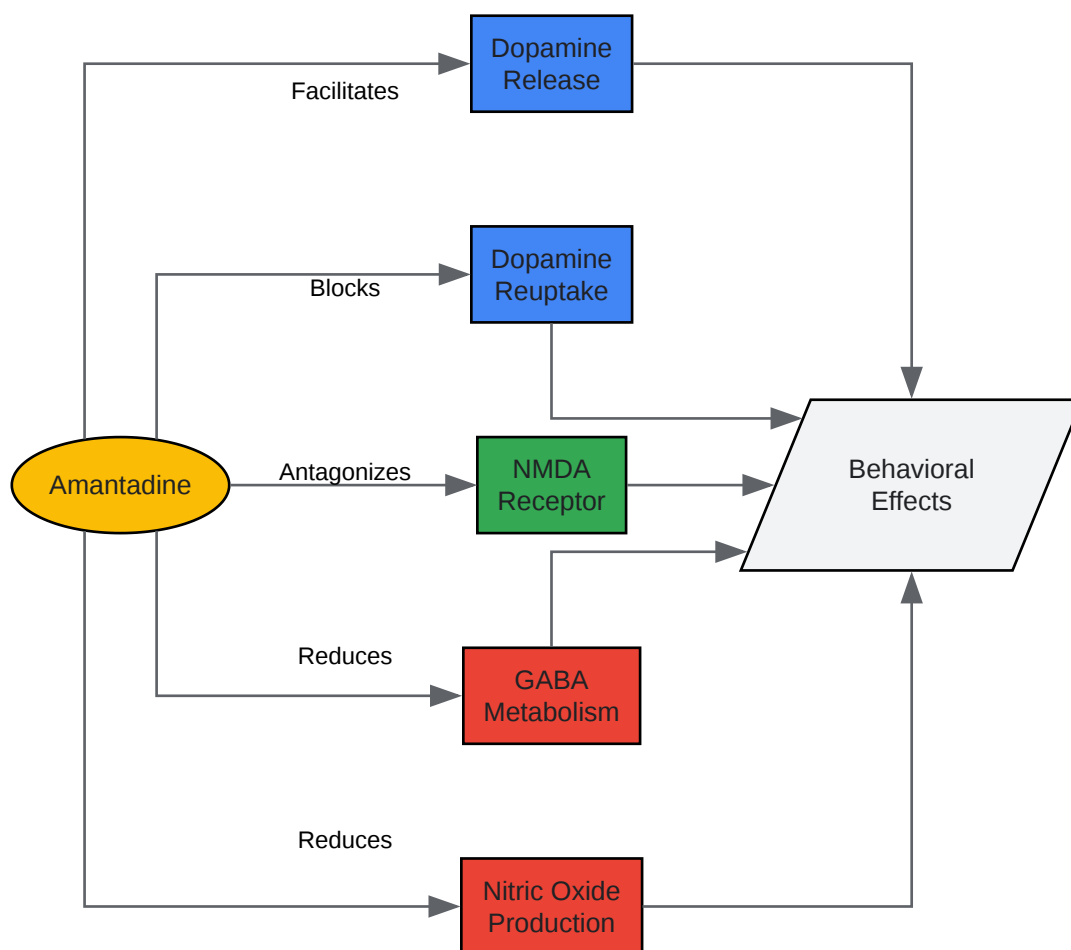 Dopamine
Release
Facilitates
Dopamine
Reuptake
Blocks
Amantadine
Antagonizes
NMDA
Receptor
Behavioral
Effects
Reduces
GABA
Metabolism
Reduces
Nitric Oxide
Production